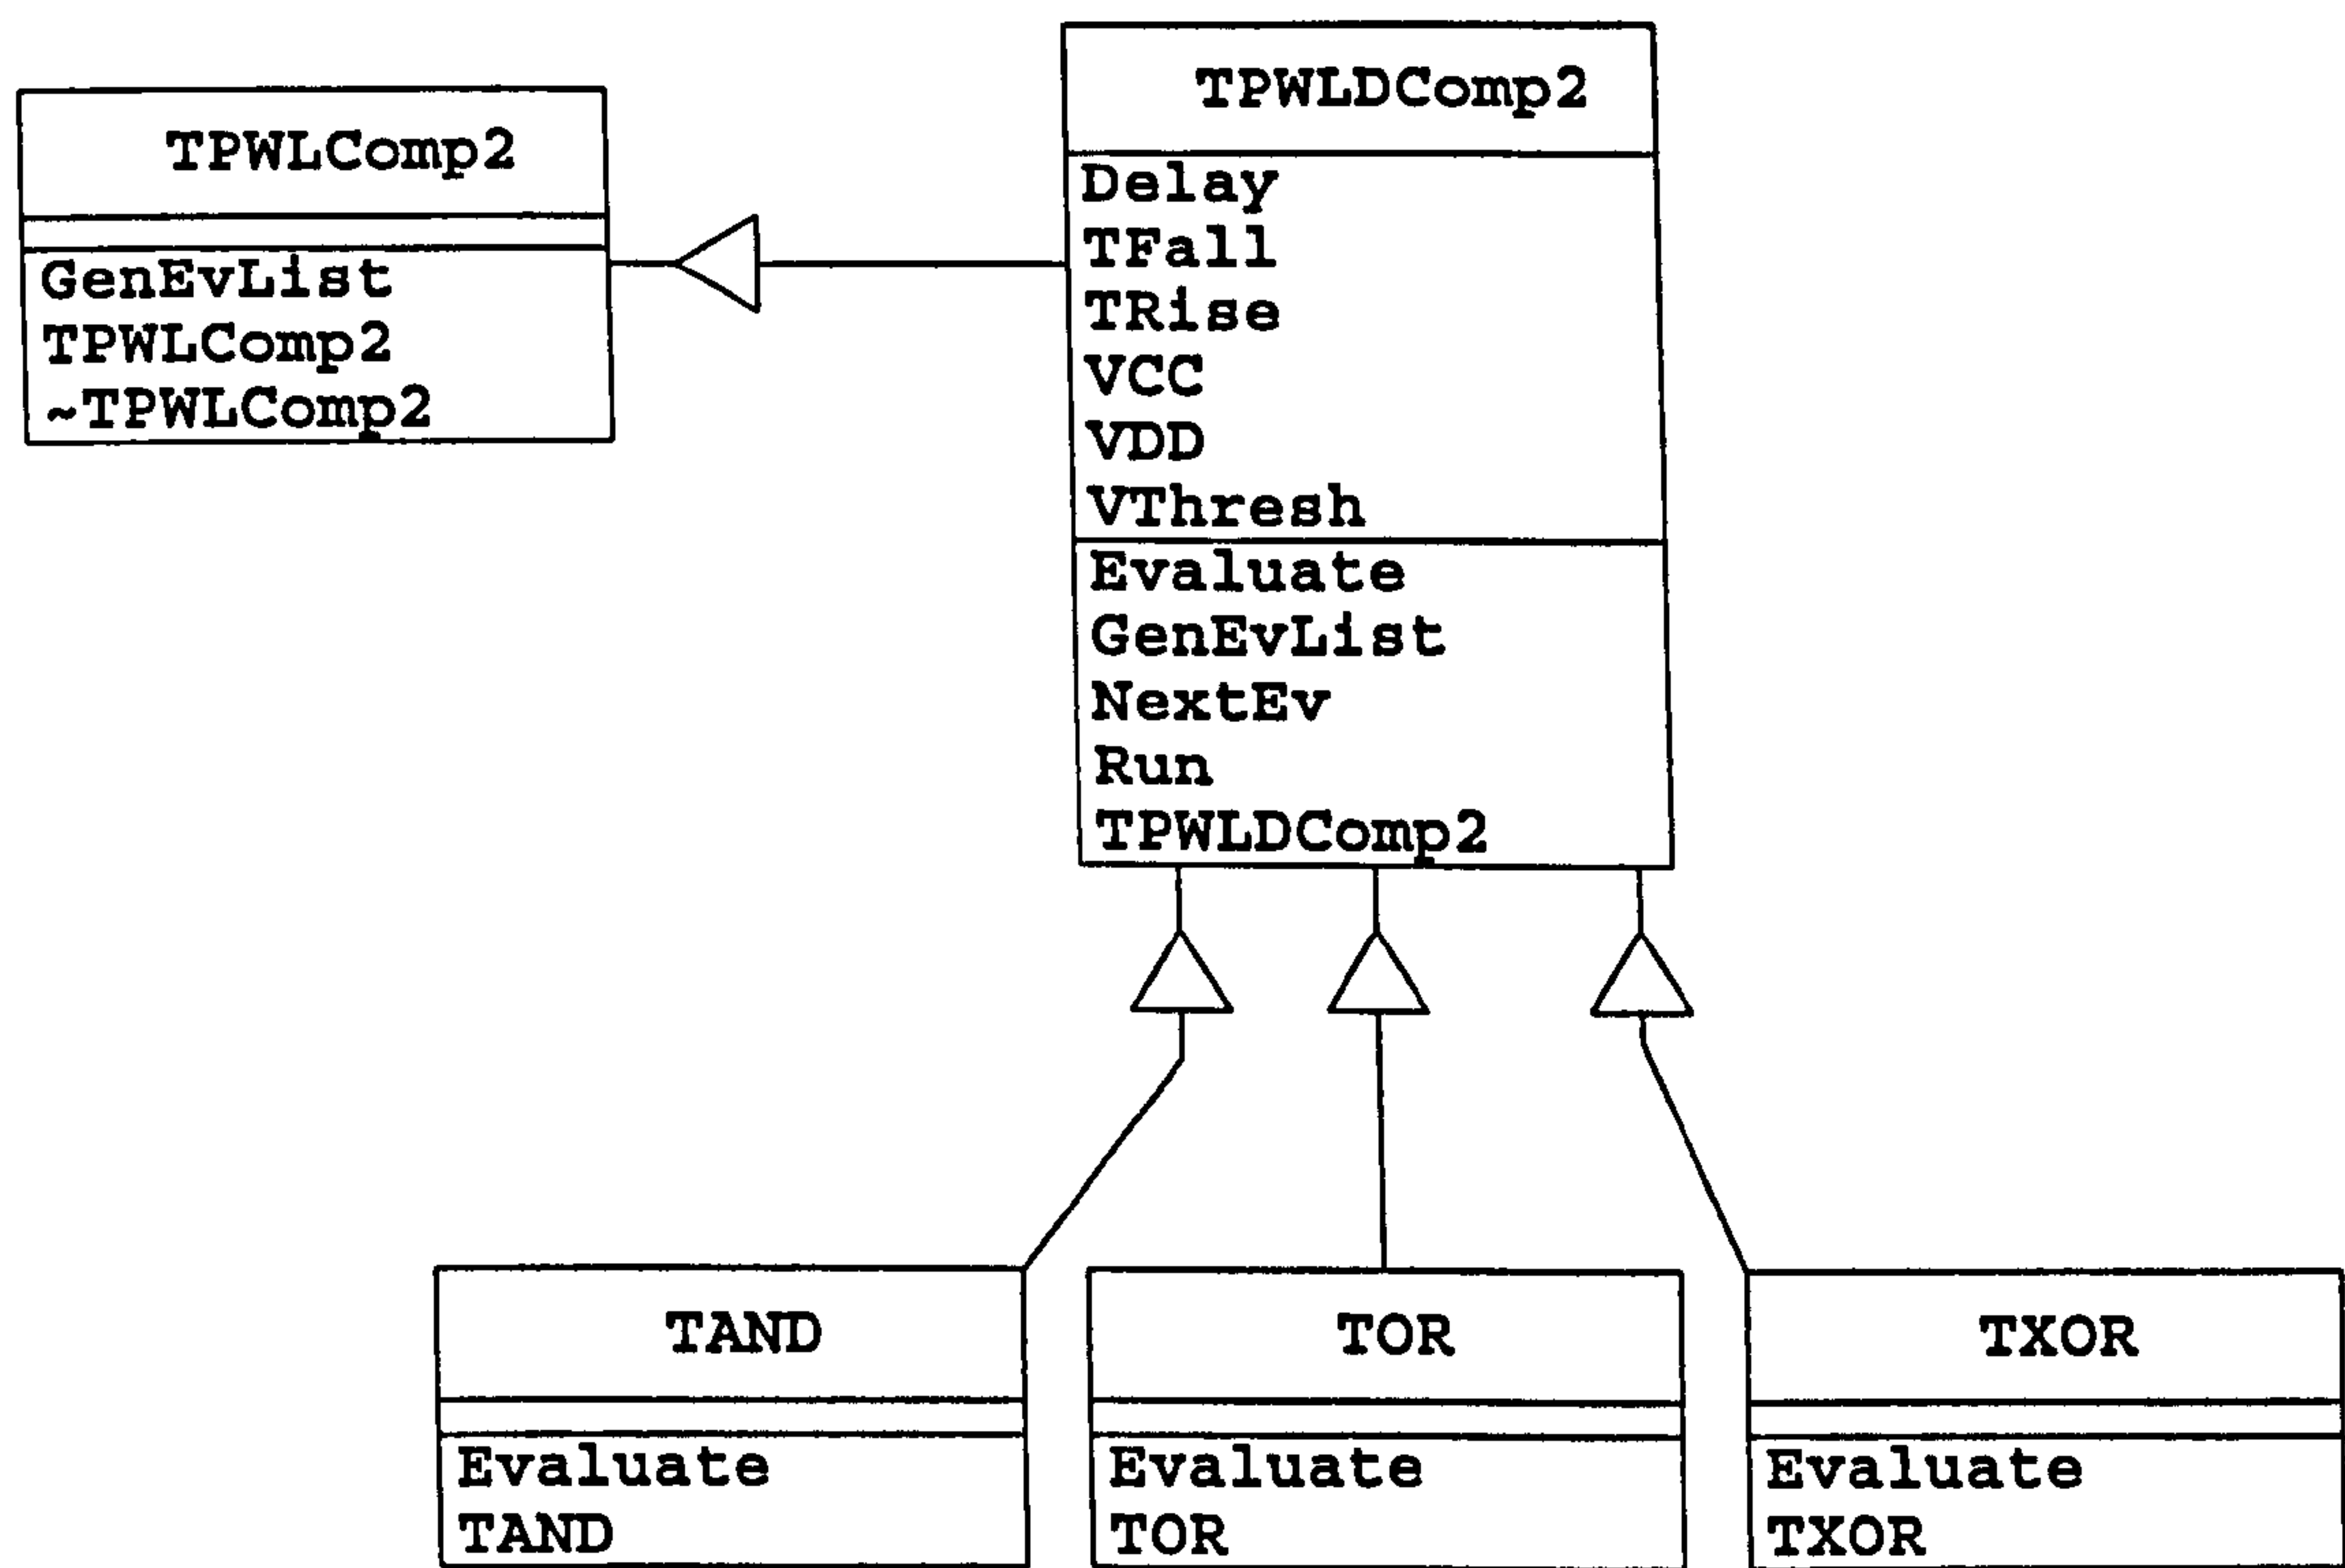 TPWLComp2
GenEvList
TPWLComp2
~TPWLComp2
TPWLDComp2
Delay
TFall
TRise
VCC
VDD
VThresh
Evaluate
GenEvList
NextEv
Run
TPWLDComp2
TAND
Evaluate
TAND
TOR
Evaluate
TOR
TXOR
Evaluate
TXOR